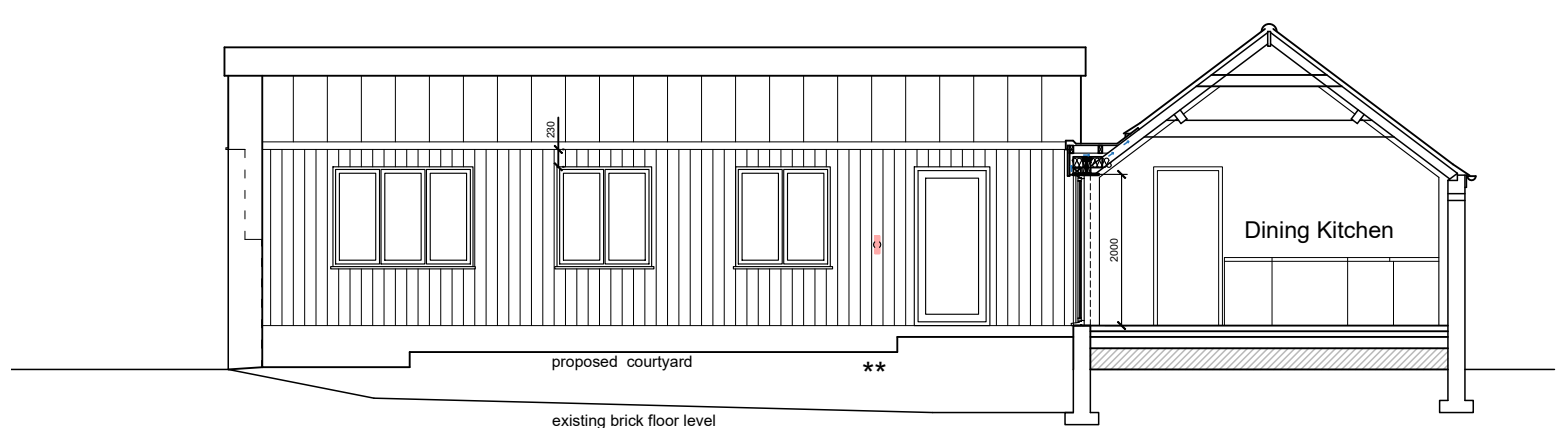 230
2000
Dining Kitchen
proposed courtyard
**
existing brick floor level